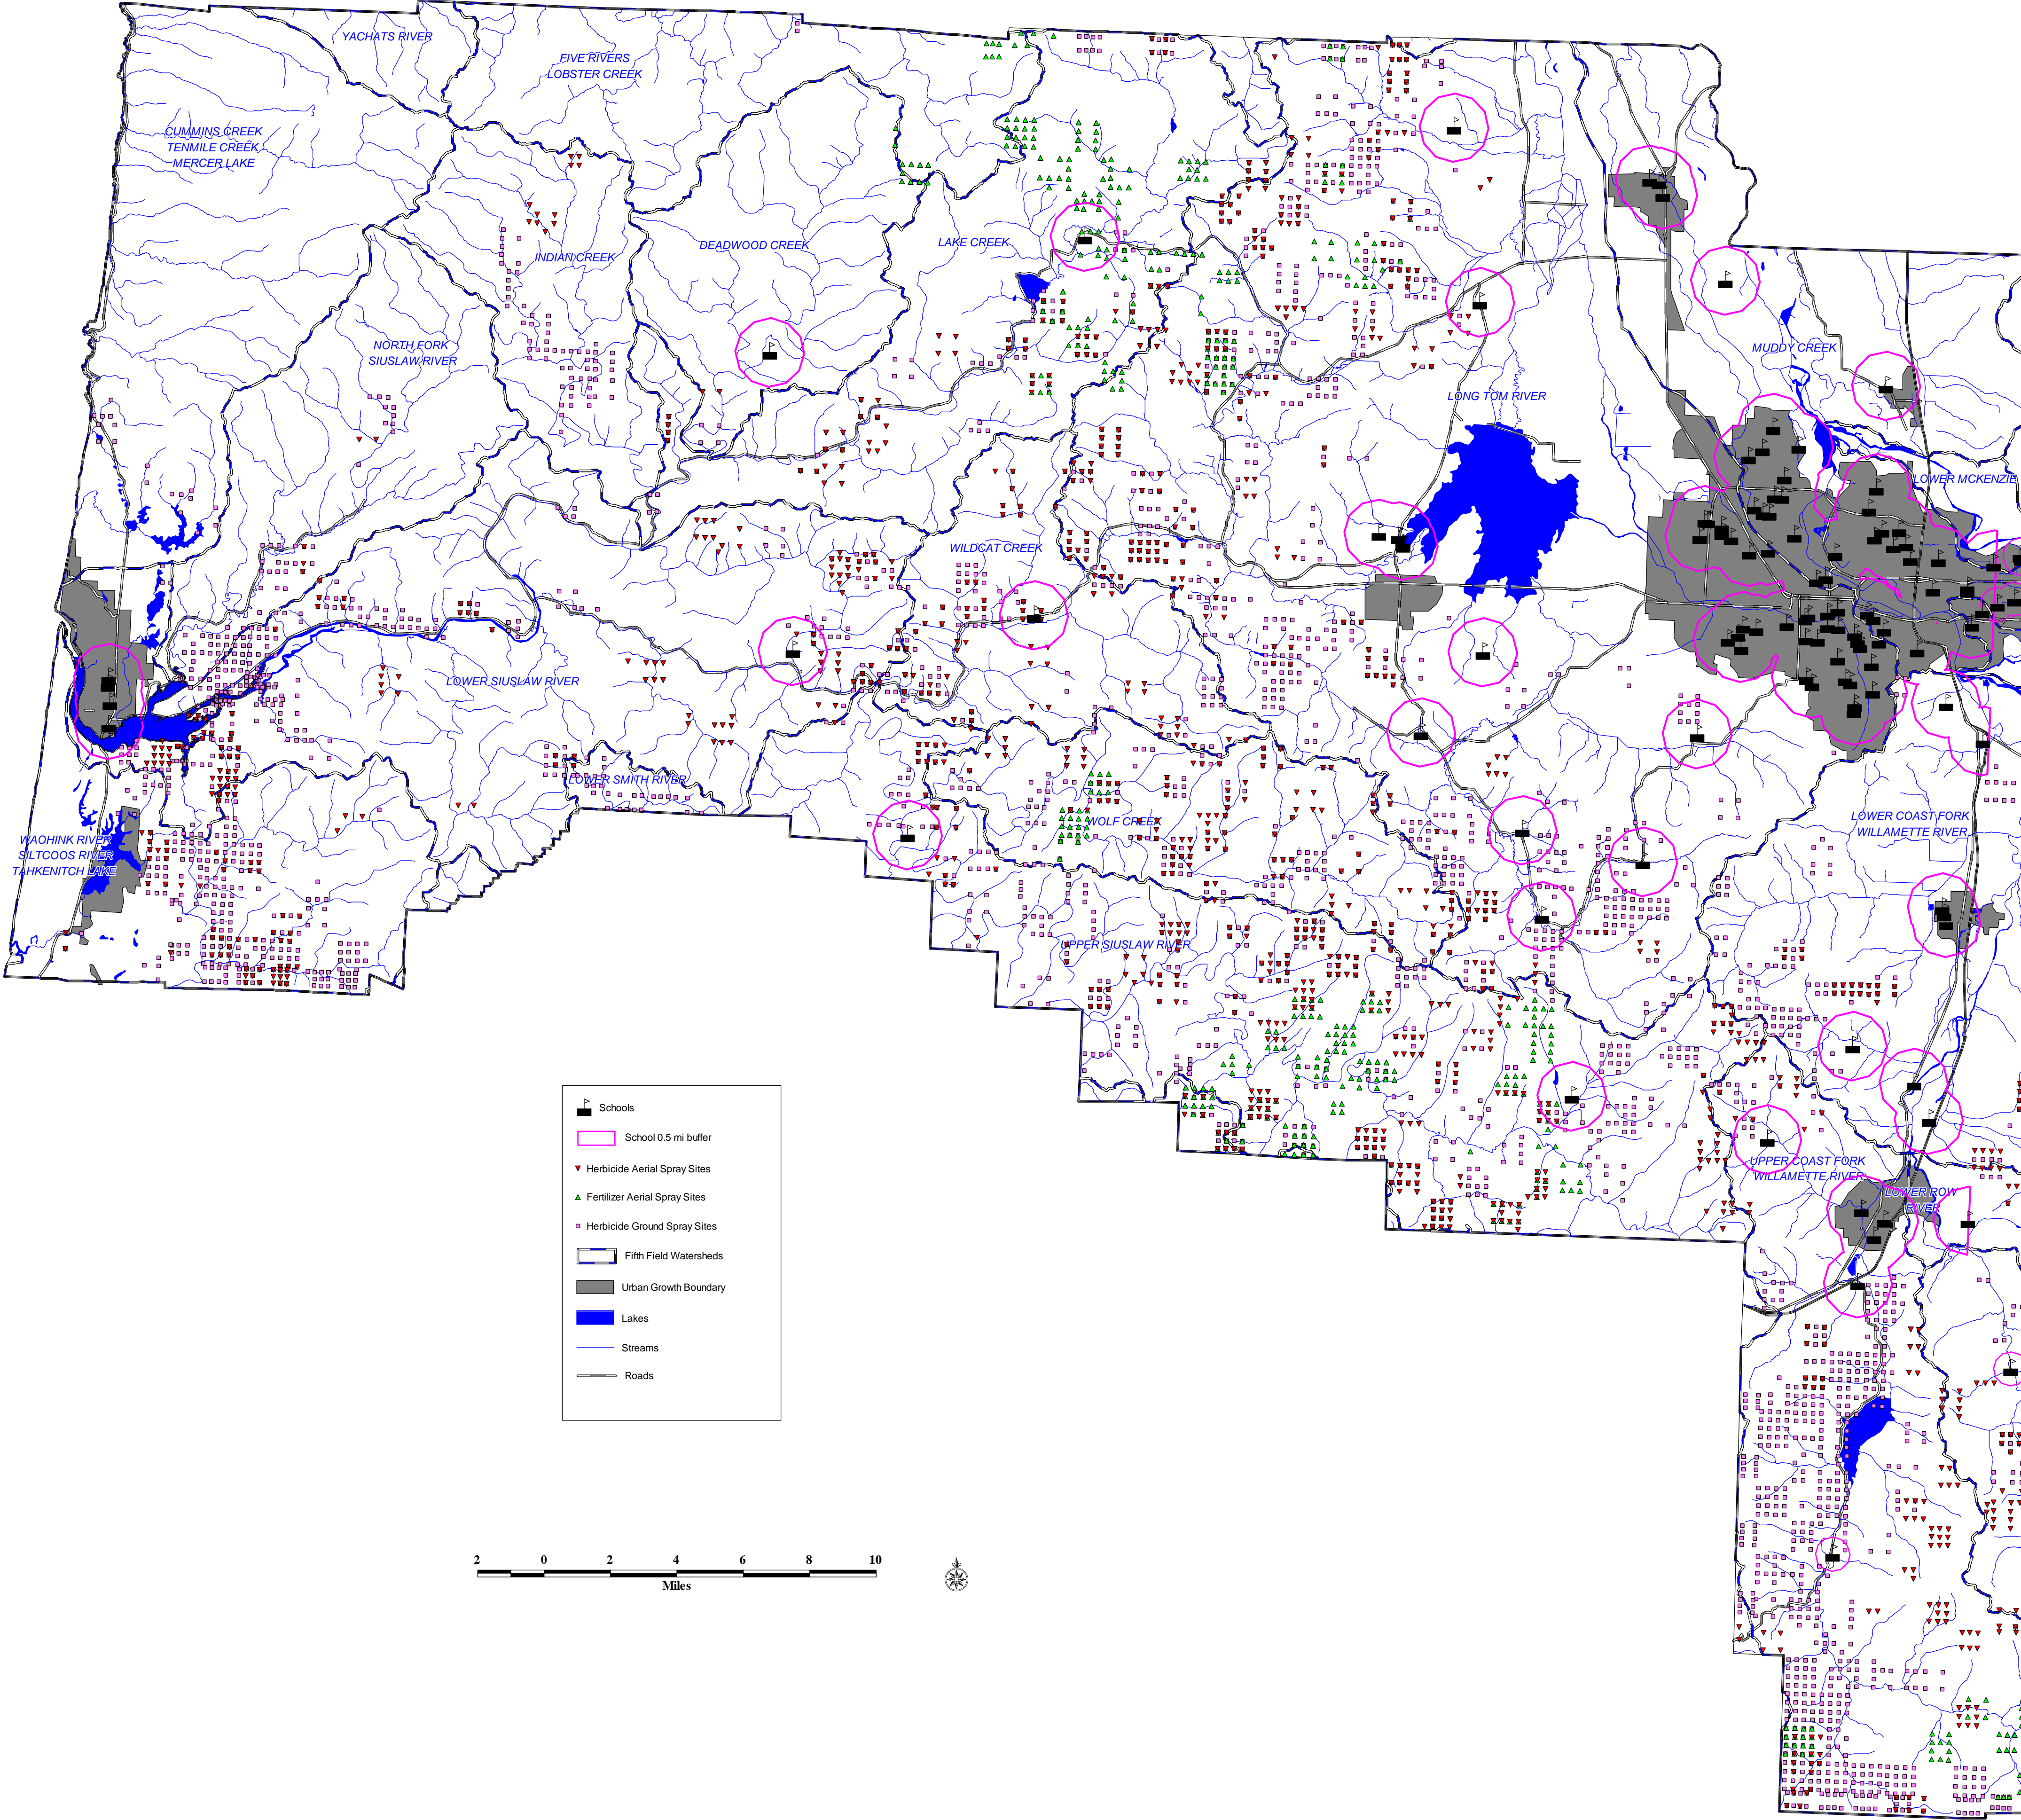 YACHATS RIVER
FIVE RIVERS
LOBSTER CREEK
CUMMINS CREEK
TENMILE CREEK
MERCER LAKE
DEADWOOD CREEK
LAKE CREEK
INDIAN CREEK
NORTH FORK
SIUSLAW RIVER
MUDDY CREEK
LONG TOM RIVER
LOWER MCKENZIE
WILDCAT CREEK
LOWER SIUSLAW RIVER
LOWER SMITH RIVER
WOLF CREEK
LOWER COAST FORK
WILLAMETTE RIVER
WAOHINK RIVER
SILTCOOS RIVER
TAHKENITCH LAKE
UPPER SIUSLAW RIVER
UPPER COAST FORK
WILLAMETTE RIVER
LOWER ROW
RIVER
Schools
School 0.5 mi buffer
Herbicide Aerial Spray Sites
Fertilizer Aerial Spray Sites
Herbicide Ground Spray Sites
Fifth Field Watersheds
Urban Growth Boundary
Lakes
Streams
Roads
2 0 2 4 6 8 10
Miles